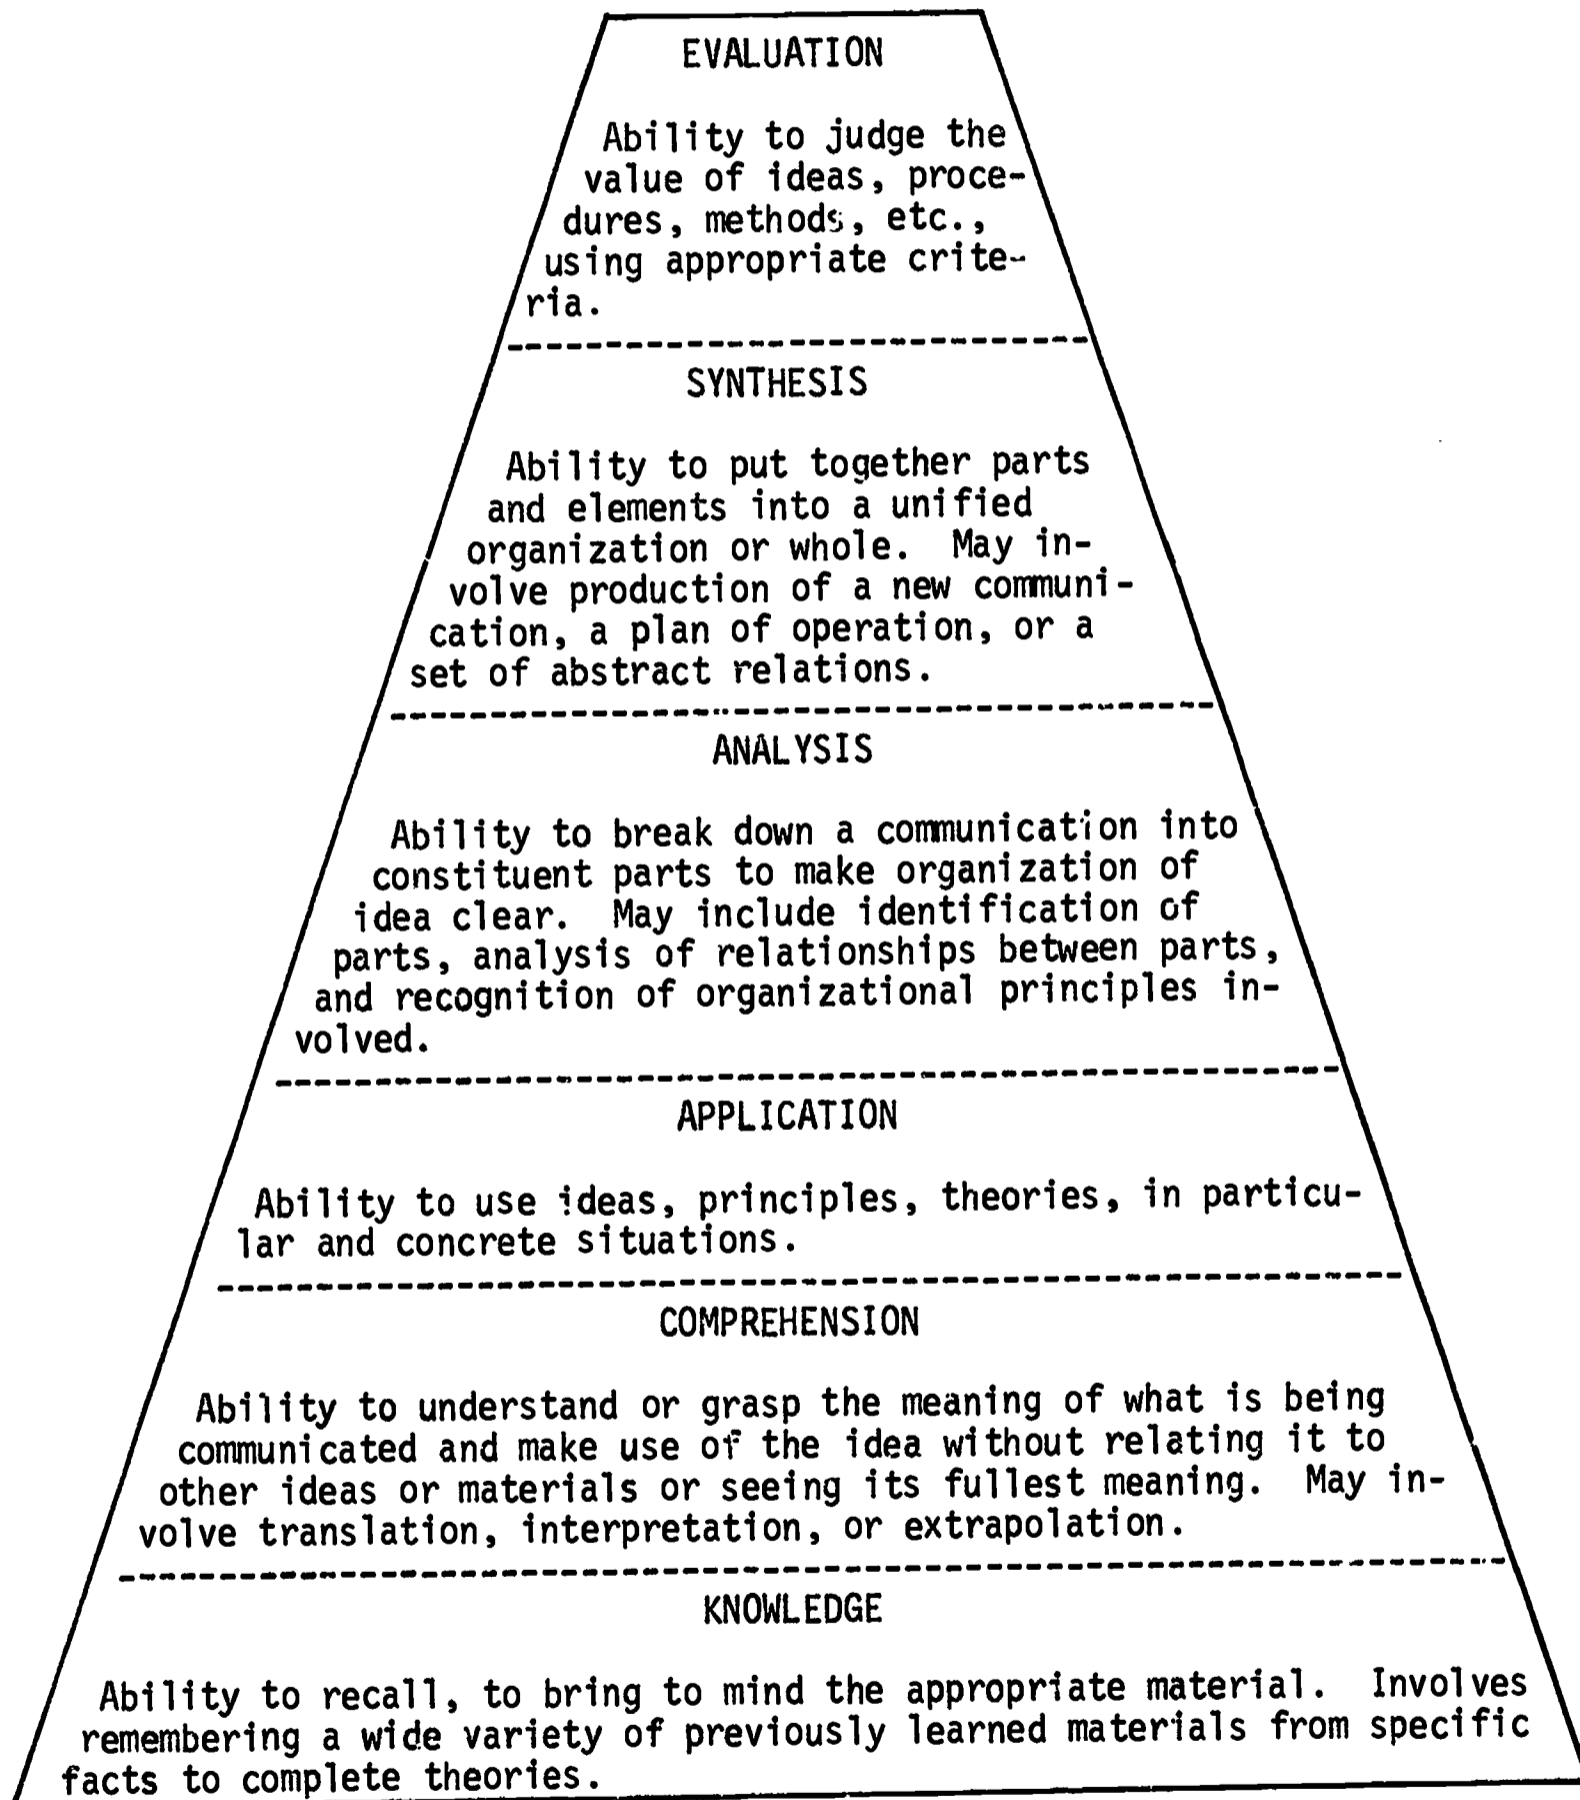 EVALUATION
Ability to judge the
value of ideas, proce-
dures, methods, etc.,
using appropriate crite-
ria.
SYNTHESIS
Ability to put together parts
and elements into a unified
organization or whole. May in-
volve production of a new communi-
cation, a plan of operation, or a
set of abstract relations.
ANALYSIS
Ability to break down a communication into
constituent parts to make organization of
idea clear. May include identification of
parts, analysis of relationships between parts,
and recognition of organizational principles in-
volved.
APPLICATION
Ability to use ideas, principles, theories, in particu-
lar and concrete situations.
COMPREHENSION
Ability to understand or grasp the meaning of what is being
communicated and make use of the idea without relating it to
other ideas or materials or seeing its fullest meaning. May in-
volve translation, interpretation, or extrapolation.
KNOWLEDGE
Ability to recall, to bring to mind the appropriate material. Involves
remembering a wide variety of previously learned materials from specific
facts to complete theories.